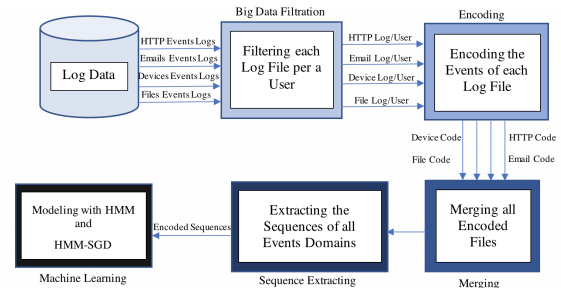 Big Data Filtration
Encoding
Log Data
HTTP Events Logs
Emails Events Logs
Devices Events Logs
Files Events Logs
Filtering each
Log File per a
User
HTTP Log/User
Email Log/User
Device Log/User
File Log/User
Encoding the
Events of each
Log File
Device Code
HTTP Code
File Code
Email Code
Modeling with HMM
and
HMM-SGD
Encoded Sequences
Extracting the
Sequences of all
Events Domains
Merging all
Encoded
Files
Machine Learning
Sequence Extracting
Merging